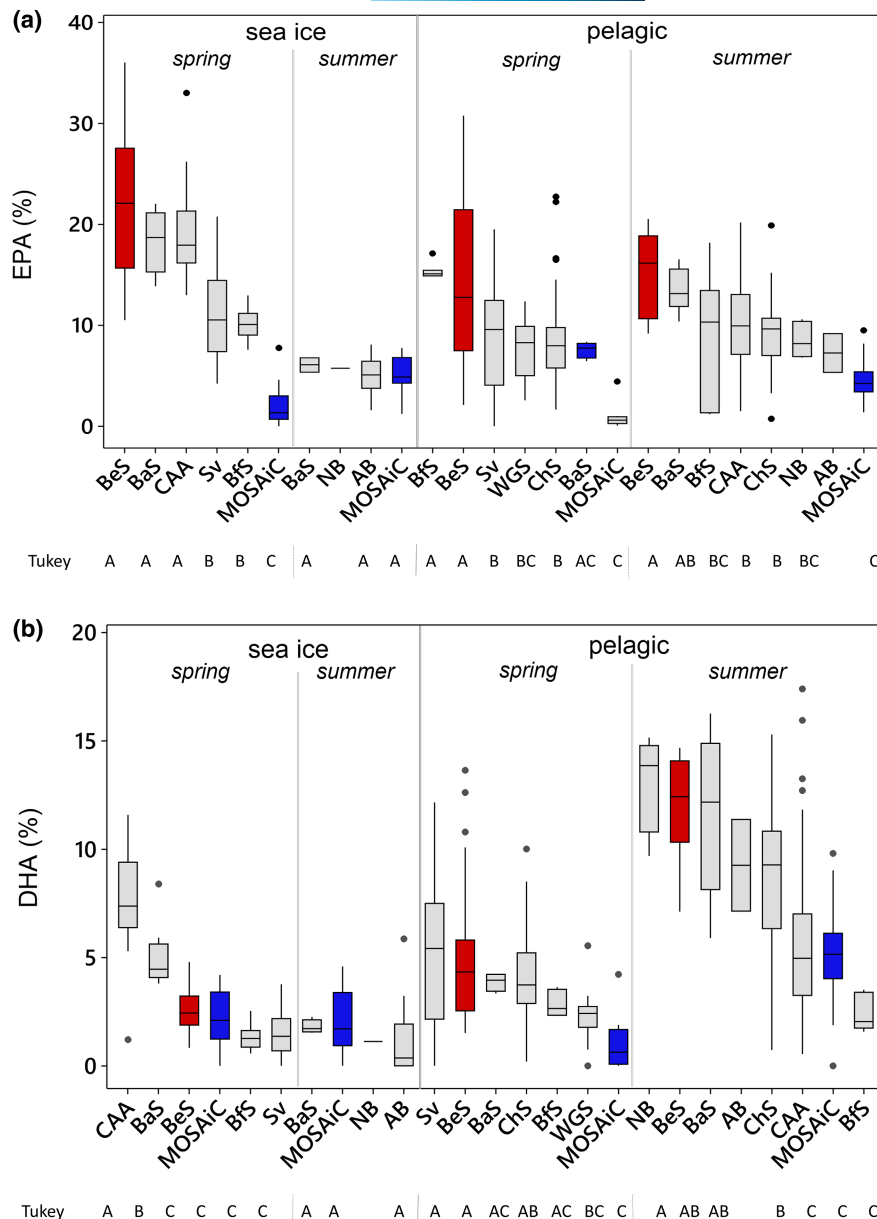 (a)
sea ice
pelagic
spring
summer
spring
summer
40
30
20
10
0
EPA (%)
BeS
BaS
CAA
Sv
BfS
MOSAiC
BaS
NB
AB
MOSAiC
BfS
BeS
Sv
WGS
ChS
BaS
MOSAiC
BeS
BaS
BfS
CAA
ChS
NB
AB
MOSAiC
Tukey A A A B B C A A A A A B BC B AC C A AB BC B B BC C
(b)
sea ice
pelagic
spring
summer
spring
summer
20
15
10
5
0
DHA (%)
CAA
BaS
BeS
MOSAiC
BfS
Sv
BaS
MOSAiC
NB
AB
Sv
BeS
BaS
ChS
BfS
WGS
MOSAiC
NB
BeS
BaS
AB
ChS
CAA
MOSAiC
BfS
Tukey A B C C C C A A A A A AC AB AC BC C A AB AB B C C C